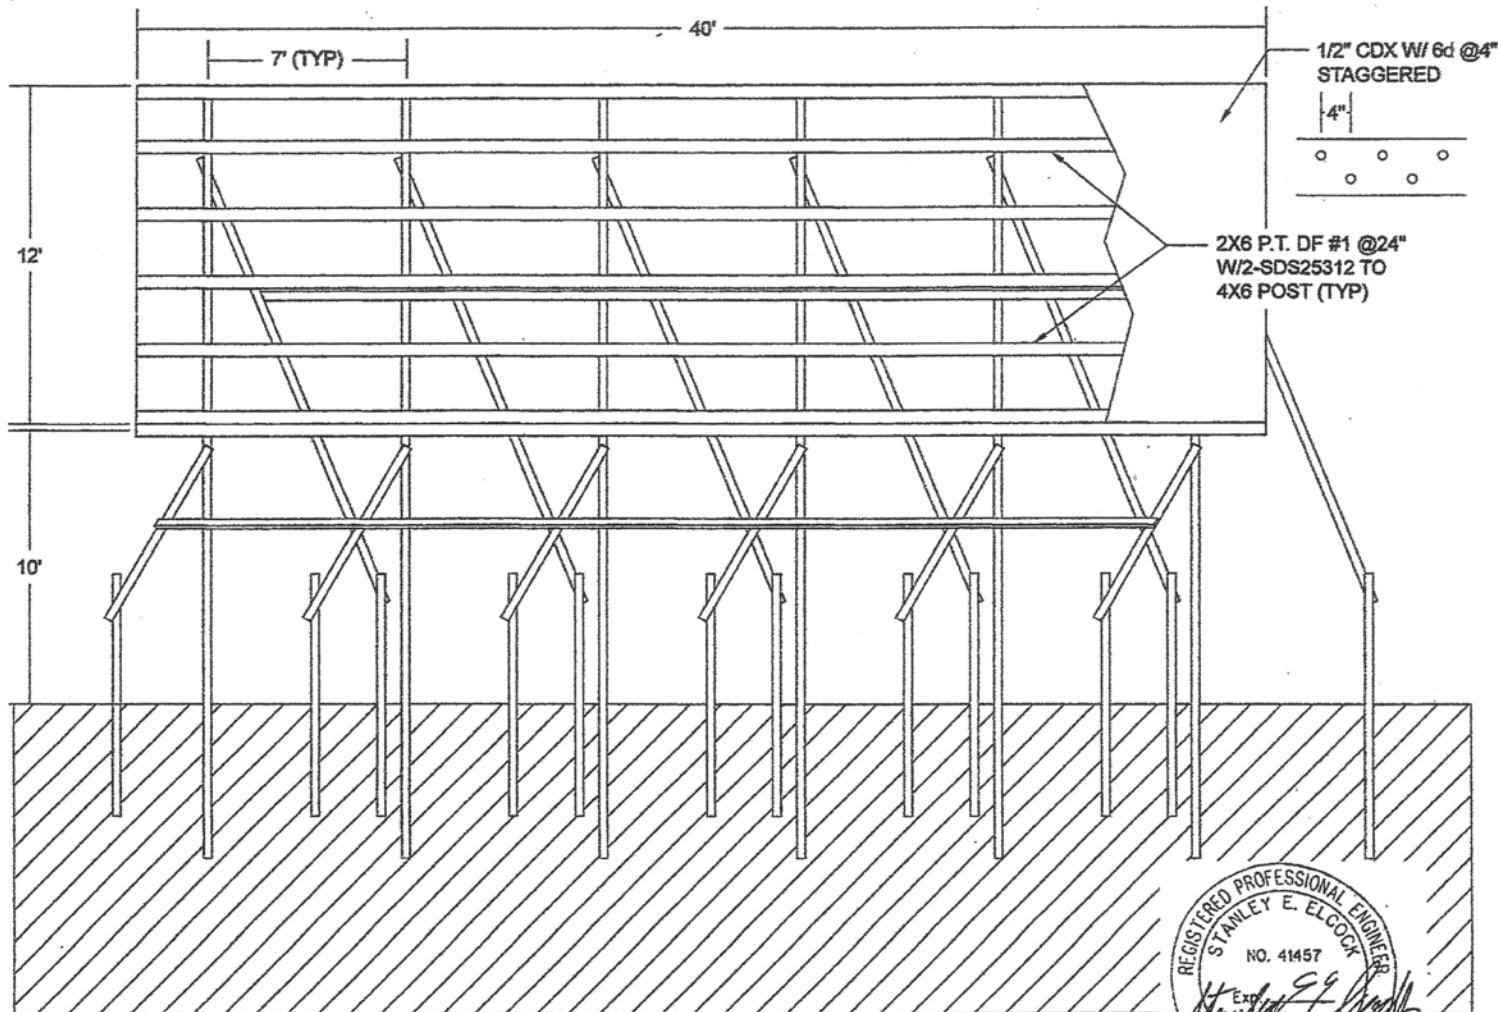 40'
7' (TYP)
1/2" CDX W/ 6d @4"
STAGGERED
4"
12'
2X6 P.T. DF #1 @24"
W/2-SDS25312 TO
4X6 POST (TYP)
10'
REGISTERED PROFESSIONAL ENGINEER
STANLEY E. ELCOCK
NO. 41457
Exp.